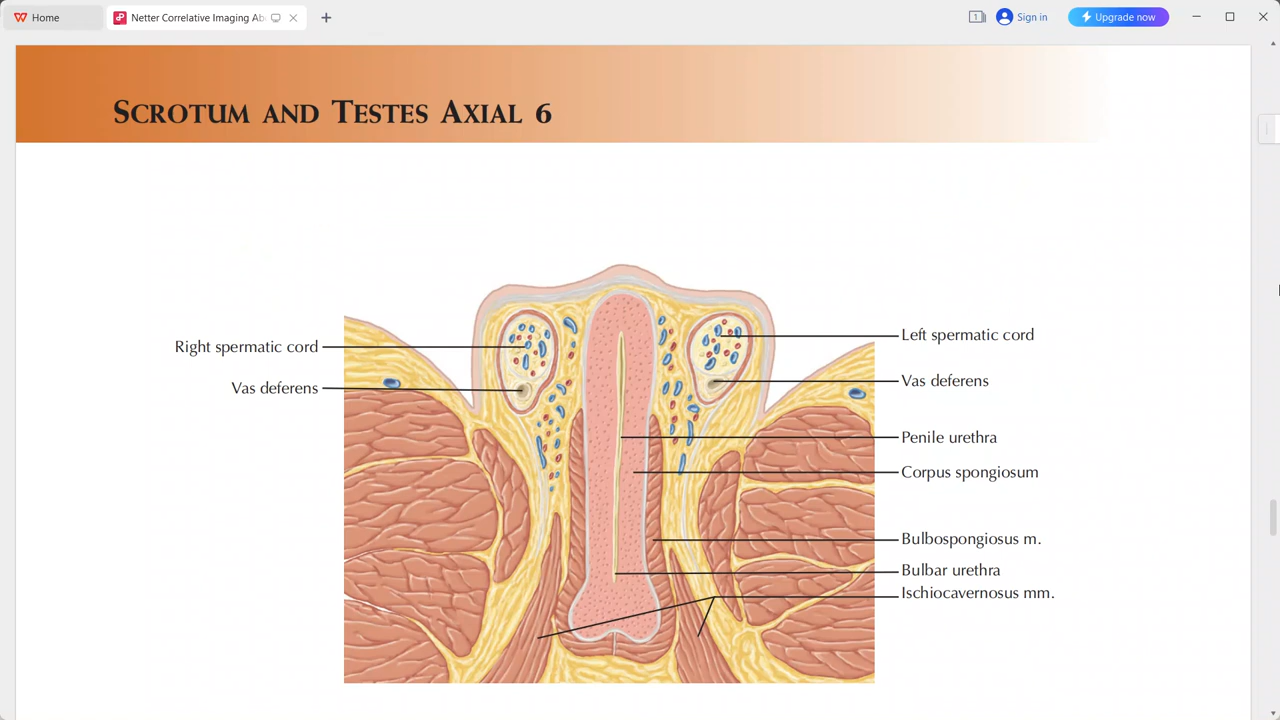 Home
Netter Correlative Imaging Ab
1
Sign in
Upgrade now
SCROTUM AND TESTES AXIAL 6
Right spermatic cord
Vas deferens
Left spermatic cord
Vas deferens
Penile urethra
Corpus spongiosum
Bulbospongiosus m.
Bulbar urethra
Ischiocavernosus mm.